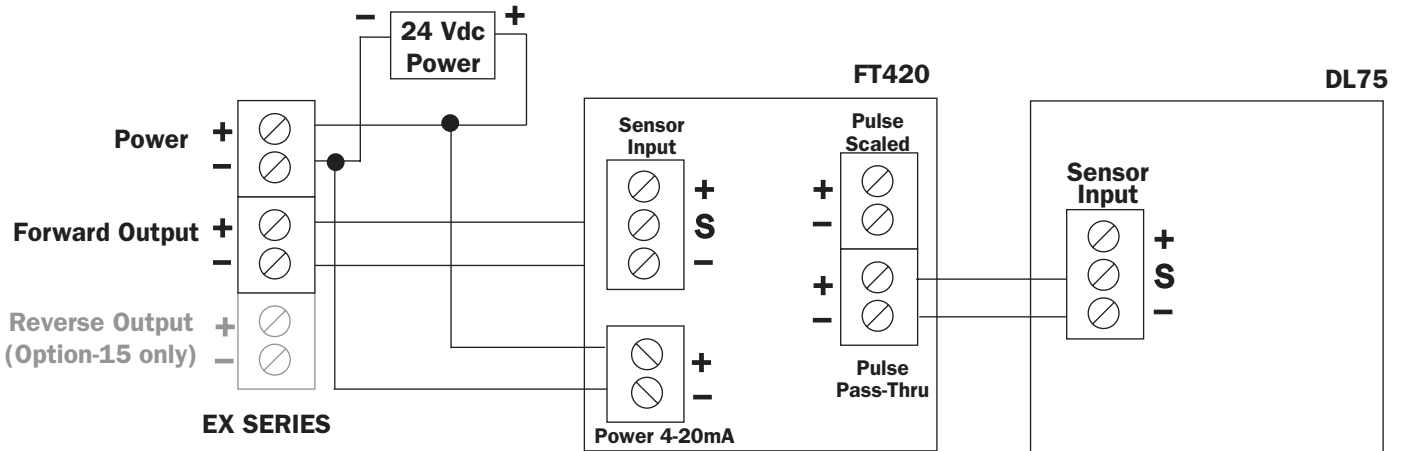 − 24 Vdc +
Power
FT420
DL75
Power +
−
Sensor
Input
+
S
−
Pulse
Scaled
+
−
Sensor
Input
+
S
−
Forward Output +
−
+
−
Pulse
Pass-Thru
Reverse Output +
(Option-15 only) −
+
−
Power 4-20mA
EX SERIES